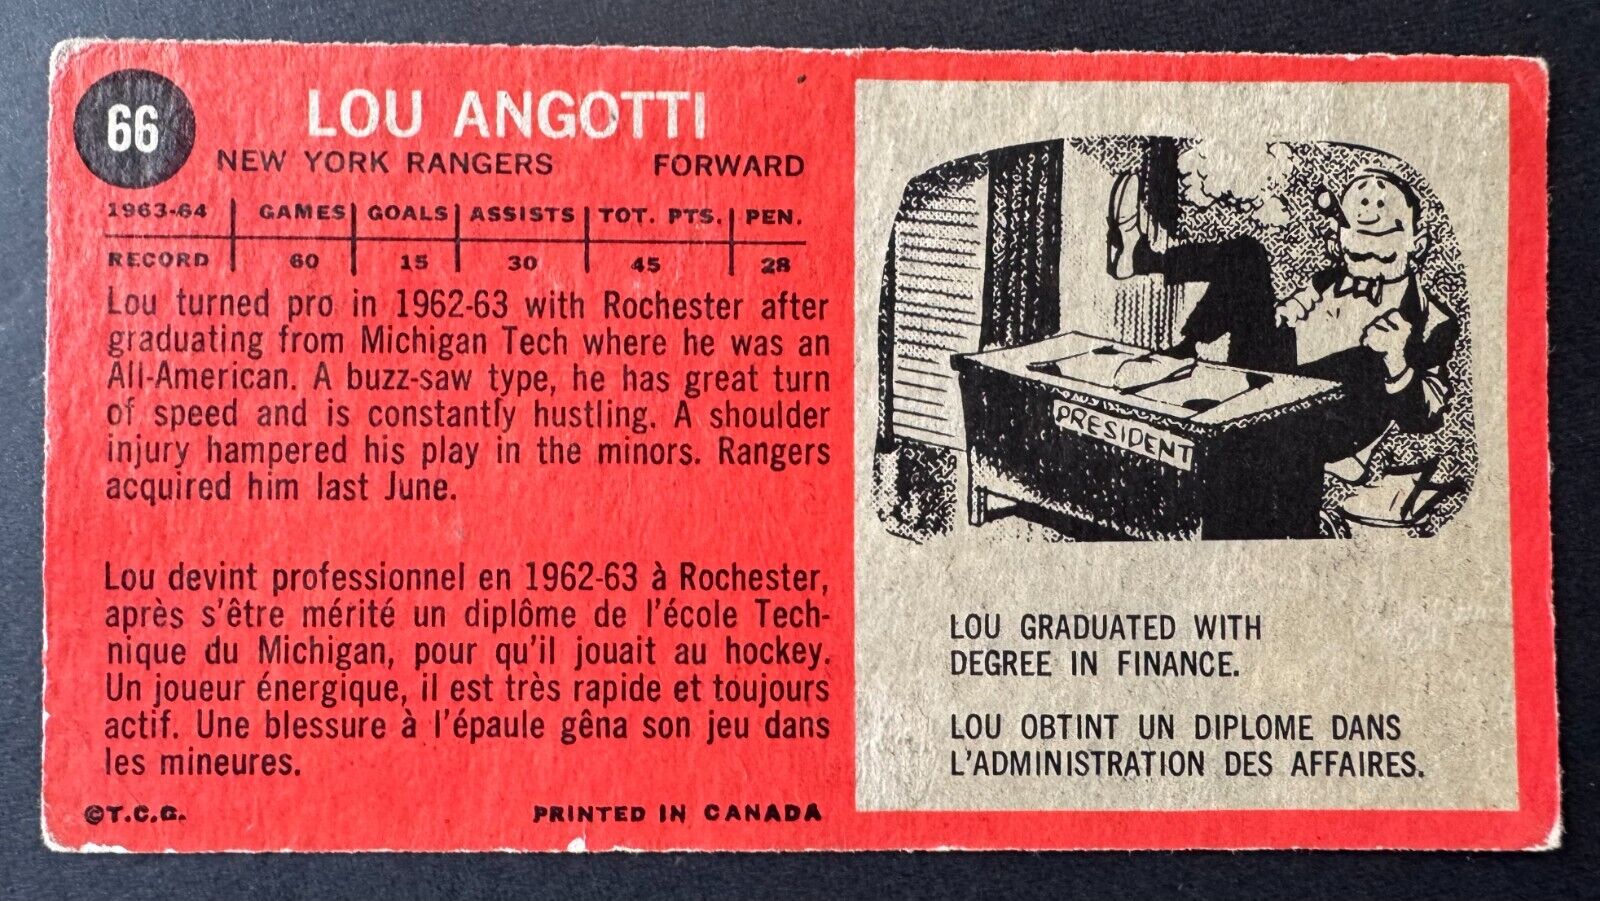 66
LOU ANGOTTI
NEW YORK RANGERS FORWARD
1963-64 GAMES GOALS ASSISTS TOT. PTS. PEN.
RECORD 60 15 30 45 28
Lou turned pro in 1962-63 with Rochester after
graduating from Michigan Tech where he was an
All-American. A buzz-saw type, he has great turn
of speed and is constantly hustling. A shoulder
injury hampered his play in the minors. Rangers
acquired him last June.
Lou devint professionnel en 1962-63 à Rochester,
après s'être mérité un diplôme de l'école Tech-
nique du Michigan, pour qu'il jouait au hockey.
Un joueur énergique, il est très rapide et toujours
actif. Une blessure à l'épaule gêna son jeu dans
les mineures.
©T.C.G. PRINTED IN CANADA
PRESIDENT
LOU GRADUATED WITH
DEGREE IN FINANCE.
LOU OBTINT UN DIPLOME DANS
L'ADMINISTRATION DES AFFAIRES.